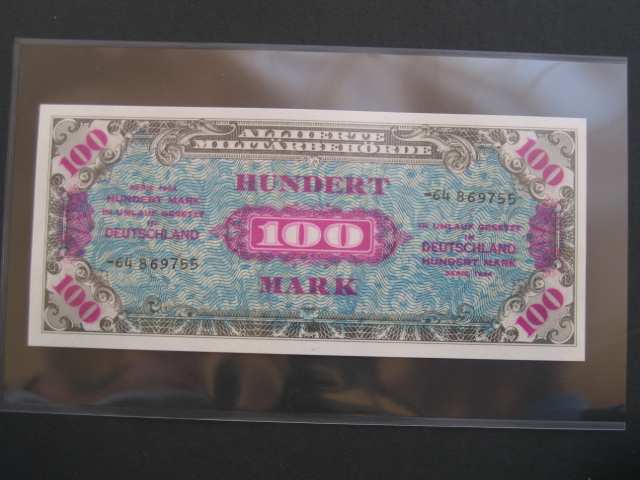 ALLIIERTE
MILITÄRBEHÖRDE
100
100
HUNDERT
SERIE 1944
HUNDERT MARK
IN UMLAUF GESETZT
IN
DEUTSCHLAND
-64 869755
100
-64 869755
IN UMLAUF GESETZT
IN
DEUTSCHLAND
HUNDERT MARK
SERIE 1944
MARK
100
100